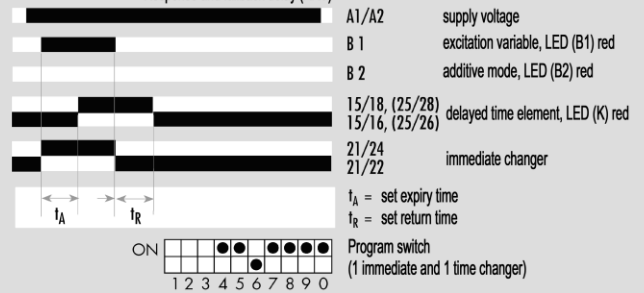 A1/A2 supply voltage
B 1 excitation variable, LED (B1) red
B 2 additive mode, LED (B2) red
15/18, (25/28)
15/16, (25/26) delayed time element, LED (K) red
21/24
21/22 immediate changer
tA = set expiry time
tR = set return time
tA tR
ON Program switch
(1 immediate and 1 time changer)
1 2 3 4 5 6 7 8 9 0